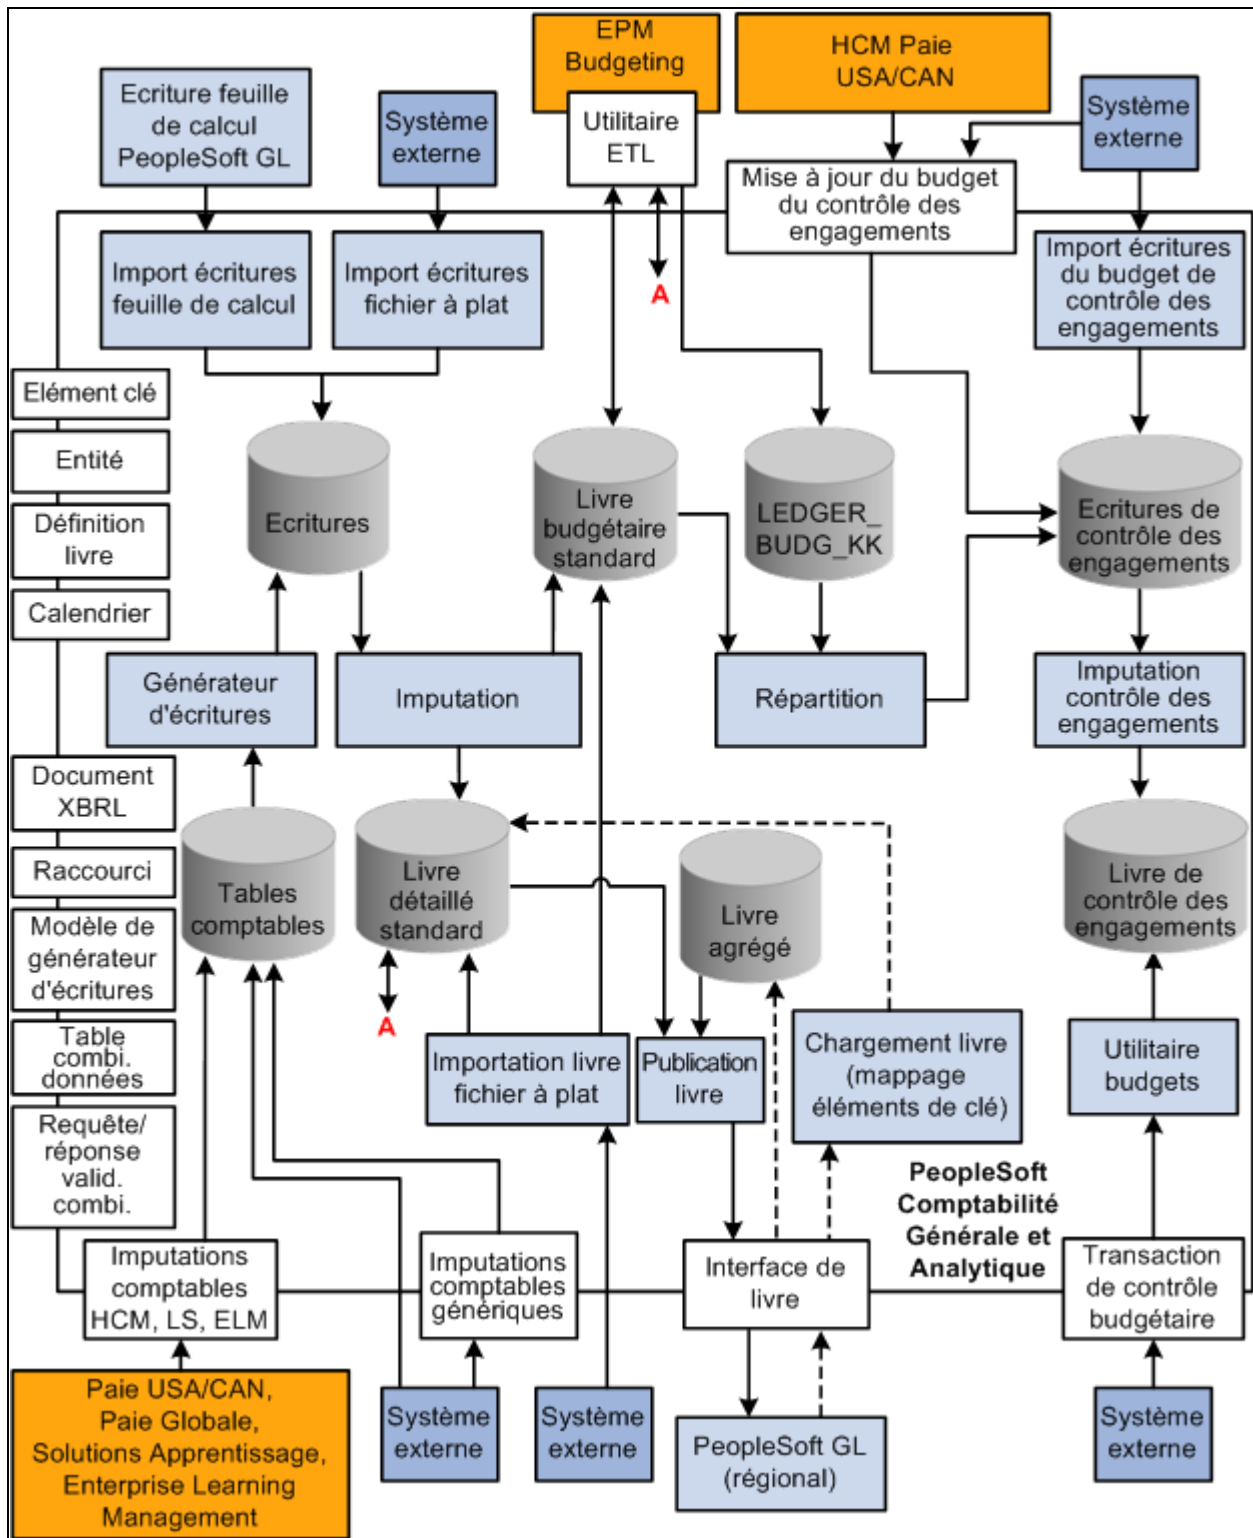 EPM
Budgeting
HCM Paie
USA/CAN
Ecriture feuille
de calcul
PeopleSoft GL
Système
externe
Utilitaire
ETL
Système
externe
Mise à jour du budget
du contrôle des
engagements
Import écritures
feuille de calcul
Import écritures
fichier à plat
A
Import écritures
du budget de
contrôle des
engagements
Elément clé
Entité
Définition
livre
Calendrier
Ecritures
Livre
budgétaire
standard
LEDGER_
BUDG_KK
Ecritures de
contrôle des
engagements
Générateur
d'écritures
Imputation
Répartition
Imputation
contrôle des
engagements
Document
XBRL
Raccourci
Modèle de
générateur
d'écritures
Table
combi.
données
Requête/
réponse
valid.
combi.
Tables
comptables
Livre
détaillé
standard
Livre
agrégé
Livre de
contrôle des
engagements
A
Importation livre
fichier à plat
Publication
livre
Chargement livre
(mappage
éléments de clé)
Utilitaire
budgets
PeopleSoft
Comptabilité
Générale et
Analytique
Imputations
comptables
HCM, LS, ELM
Imputations
comptables
génériques
Interface de
livre
Transaction
de contrôle
budgétaire
Paie USA/CAN,
Paie Globale,
Solutions Apprentissage,
Enterprise Learning
Management
Système
externe
Système
externe
PeopleSoft GL
(régional)
Système
externe